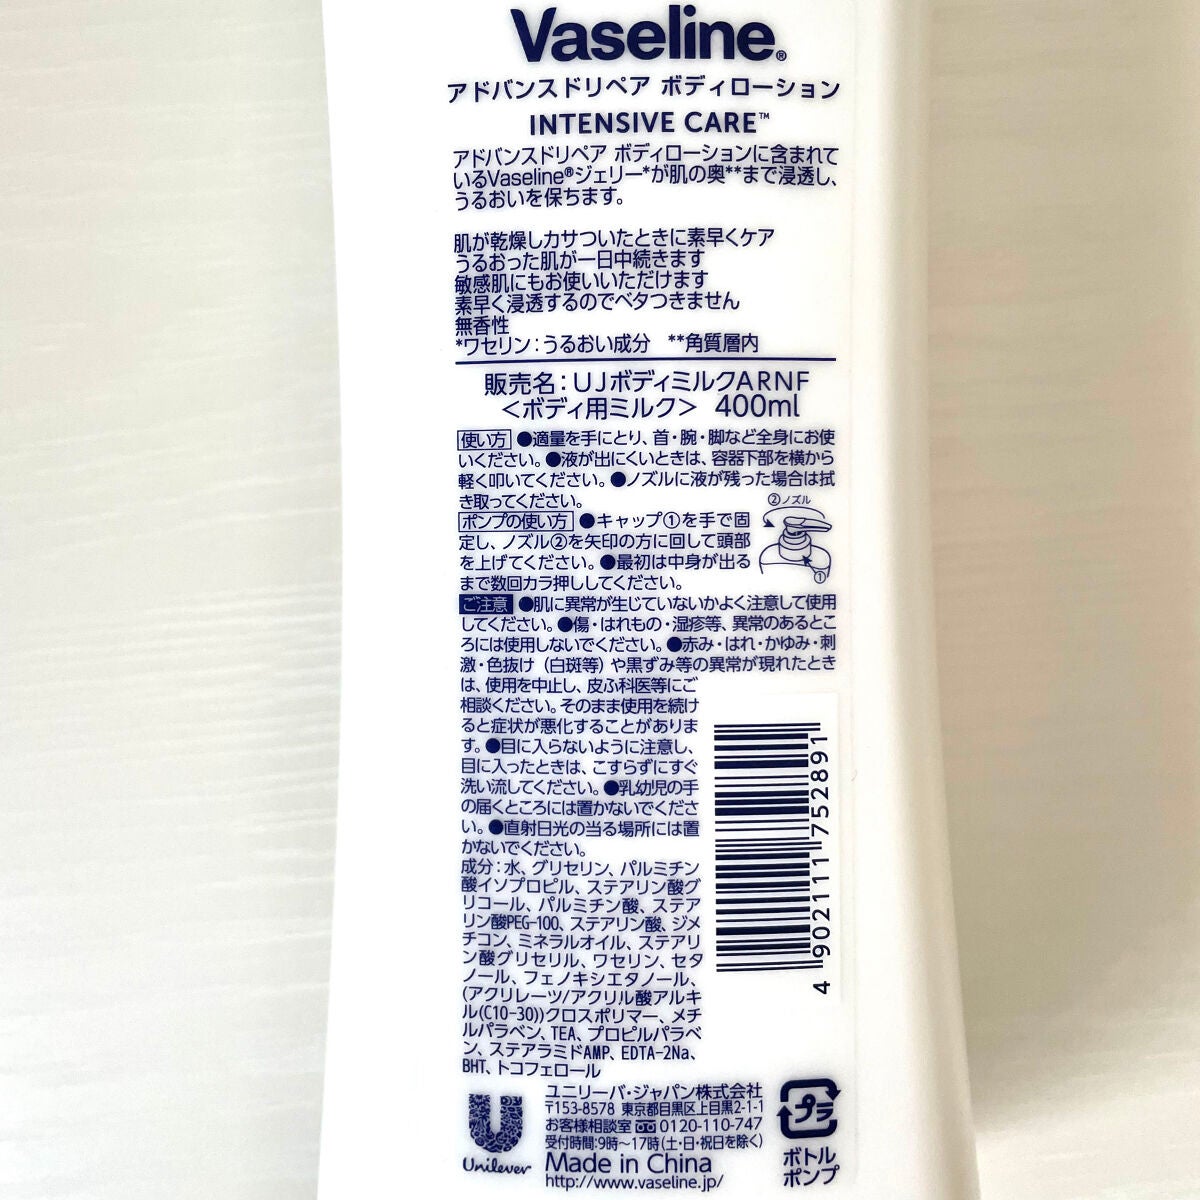 Vaseline®
アドバンスドリペア ボディローション
INTENSIVE CARE™
アドバンスドリペア ボディローションに含まれて
いるVaseline®ジェリー*が肌の奥**まで浸透し、
うるおいを保ちます。
肌が乾燥しカサついたときに素早くケア
うるおった肌が一日中続きます
敏感肌にもお使いいただけます
素早く浸透するのでベタつきません
無香性
*ワセリン：うるおい成分 **角質層内
販売名：UJボディミルクARNF
＜ボディ用ミルク＞ 400ml
使い方 ●適量を手にとり、首・腕・脚など全身にお使
いください。●液が出にくいときは、容器下部を横から
軽く叩いてください。●ノズルに液が残った場合は拭
き取ってください。
②ノズル
ポンプの使い方 ●キャップ①を手で固
定し、ノズル②を矢印の方に回して頭部
を上げてください。●最初は中身が出る
まで数回カラ押ししてください。
①
ご注意 ●肌に異常が生じていないかよく注意して使用
してください。●傷・はれもの・湿疹等、異常のあるとこ
ろには使用しないでください。●赤み・はれ・かゆみ・刺
激・色抜け（白斑等）や黒ずみ等の異常が現れたとき
は、使用を中止し、皮ふ科医等にご
相談ください。そのまま使用を続け
ると症状が悪化することがありま
す。●目に入らないように注意し、
目に入ったときは、こすらずにすぐ
洗い流してください。●乳幼児の手
の届くところには置かないでくださ
い。●直射日光の当る場所には置
かないでください。
成分：水、グリセリン、パルミチン
酸イソプロピル、ステアリン酸グ
リコール、パルミチン酸、ステア
リン酸PEG-100、ステアリン酸、ジメ
チコン、ミネラルオイル、ステアリ
ン酸グリセリル、ワセリン、セタ
ノール、フェノキシエタノール、
(アクリレーツ/アクリル酸アルキ
ル(C10-30))クロスポリマー、メチ
ルパラベン、TEA、プロピルパラベ
ン、ステアラミドAMP、EDTA-2Na、
BHT、トコフェロール
4 902111 752891
Unilever
ユニリーバ・ジャパン株式会社
〒153-8578 東京都目黒区上目黒2-1-1
お客様相談室 0120-110-747
受付時間:9時〜17時(土・日・祝日を除く)
Made in China
http://www.vaseline.jp/
プラ
ボトル
ポンプ